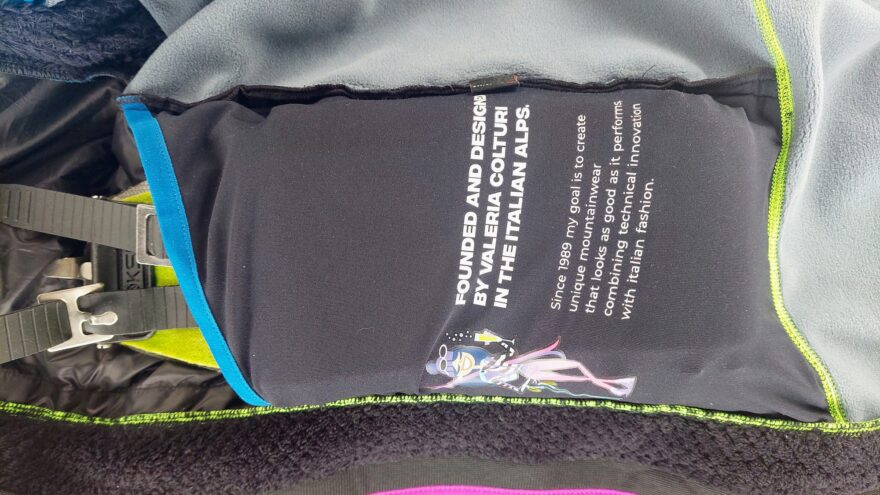 FOUNDED AND DESIGN
BY VALERIA COLTURI
IN THE ITALIAN ALPS.
Since 1989 my goal is to create
unique mountainwear
that looks as good as it performs
combining technical innovation
with italian fashion.